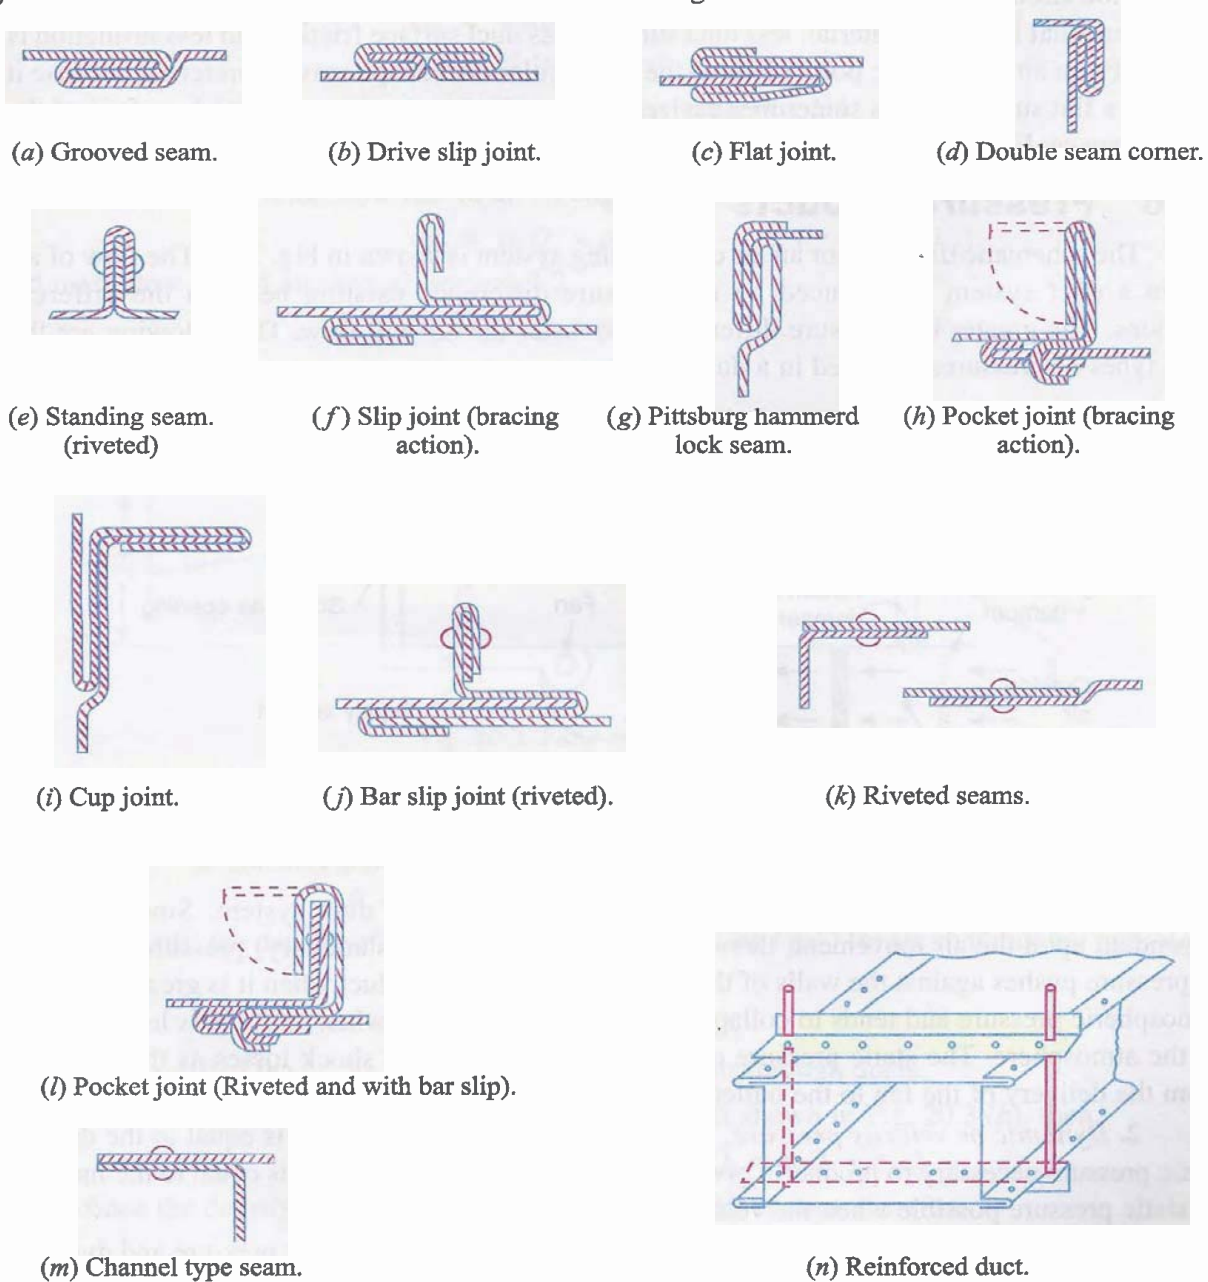 (a) Grooved seam.
(b) Drive slip joint.
(c) Flat joint.
(d) Double seam corner.
(e) Standing seam.
(riveted)
(f) Slip joint (bracing
action).
(g) Pittsburg hammerd
lock seam.
(h) Pocket joint (bracing
action).
(i) Cup joint.
(j) Bar slip joint (riveted).
(k) Riveted seams.
(l) Pocket joint (Riveted and with bar slip).
(m) Channel type seam.
(n) Reinforced duct.